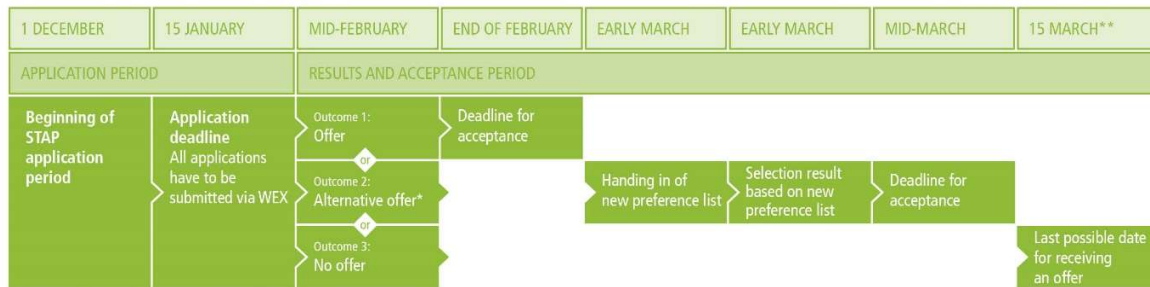 1 DECEMBER
15 JANUARY
MID-FEBRUARY
END OF FEBRUARY
EARLY MARCH
EARLY MARCH
MID-MARCH
15 MARCH**
APPLICATION PERIOD
RESULTS AND ACCEPTANCE PERIOD
Beginning of
STAP
application
period
Application
deadline
All applications
have to be
submitted via WEX
Outcome 1:
Offer
or
Outcome 2:
Alternative offer*
or
Outcome 3:
No offer
Deadline for
acceptance
Handing in of
new preference list
Selection result
based on new
preference list
Deadline for
acceptance
Last possible date
for receiving
an offer